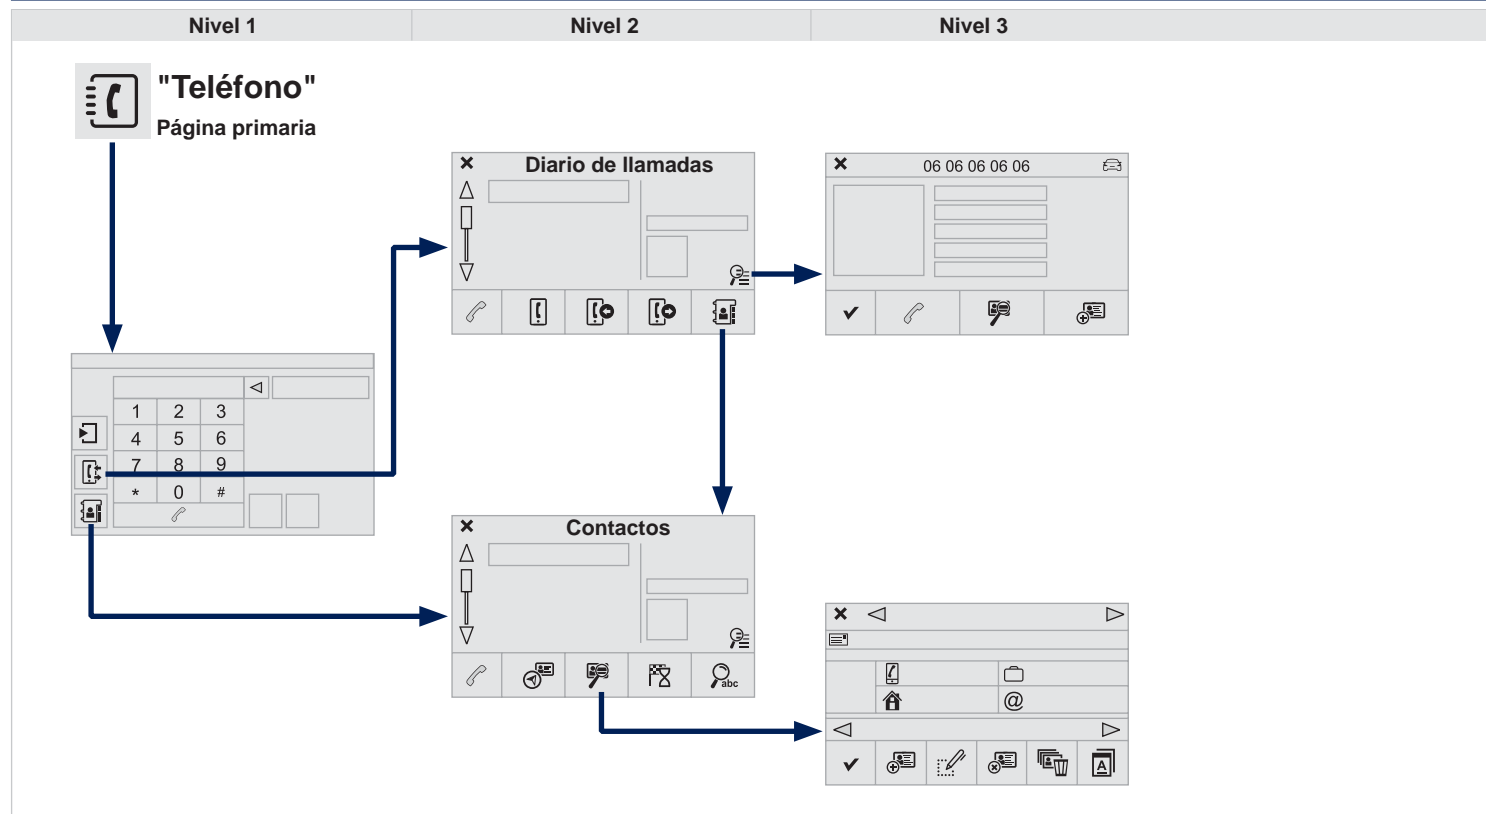 Nivel 1
Nivel 2
Nivel 3
"Teléfono"
Página primaria
Diario de llamadas
06 06 06 06 06
1 2 3
4 5 6
7 8 9
* 0 #
Contactos
abc
@
A